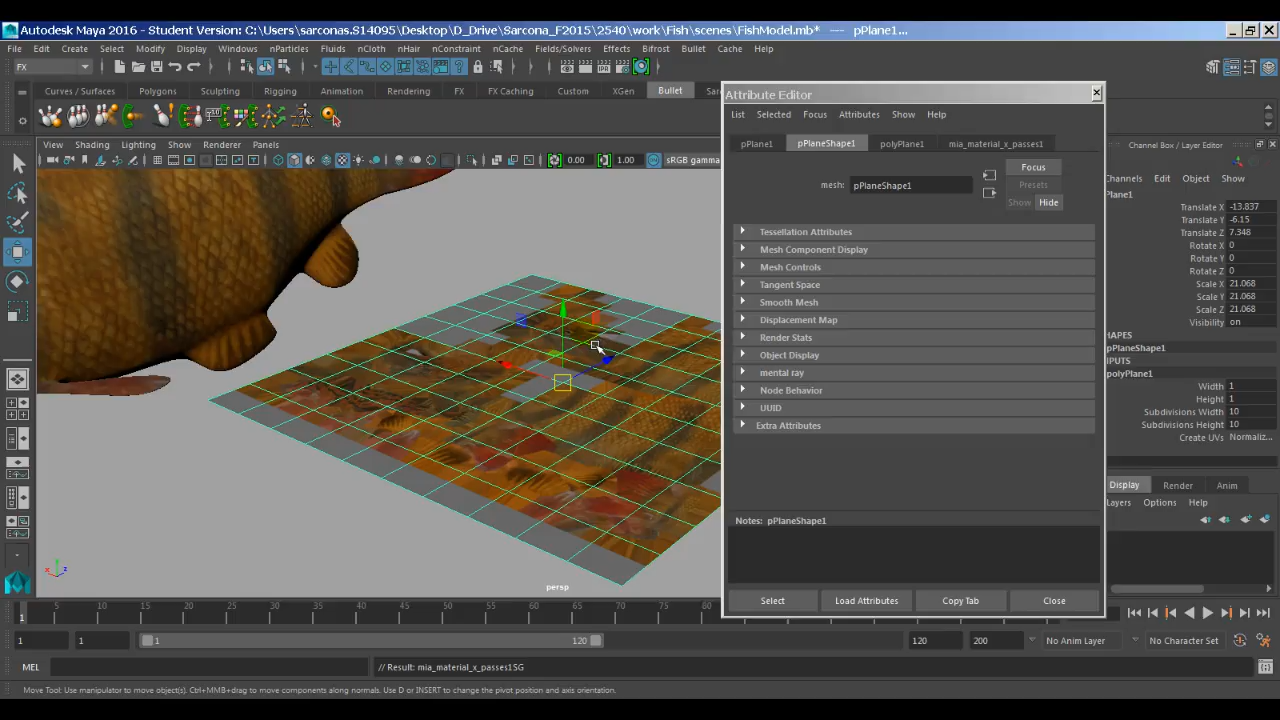 Autodesk Maya 2016 - Student Version: C:\Users\sarconas.S14095\Desktop\D_Drive\Sarcona_F2015\2540\work\Fish\scenes\FishModel.mb* --- pPlane1...
File Edit Create Select Modify Display Windows nParticles Fluids nCloth nHair nConstraint nCache Fields/Solvers Effects Bifrost Bullet Cache Help
FX
Curves / Surfaces Polygons Sculpting Rigging Animation Rendering FX FX Caching Custom XGen Bullet Sar
View Shading Lighting Show Renderer Panels
0.00 1.00 sRGB gamma
persp
Attribute Editor
List Selected Focus Attributes Show Help
pPlane1 pPlaneShape1 polyPlane1 mia_material_x_passes1
mesh: pPlaneShape1
Focus
Presets
Show Hide
Tessellation Attributes
Mesh Component Display
Mesh Controls
Tangent Space
Smooth Mesh
Displacement Map
Render Stats
Object Display
mental ray
Node Behavior
UUID
Extra Attributes
Notes: pPlaneShape1
Select Load Attributes Copy Tab Close
Channel Box / Layer Editor
Channels Edit Object Show
Plane1
Translate X -13.837
Translate Y -6.15
Translate Z 7.348
Rotate X 0
Rotate Y 0
Rotate Z 0
Scale X 21.068
Scale Y 21.068
Scale Z 21.068
Visibility on
HAPES
pPlaneShape1
NPUTS
polyPlane1
Width 1
Height 1
Subdivisions Width 10
Subdivisions Height 10
Create UVs Normaliz...
Display Render Anim
Layers Options Help
1 5 10 15 20 25 30 35 40 45 50 55 60 65 70 75 80
1 1 1 120 120 200 No Anim Layer No Character Set
MEL // Result: mia_material_x_passes1SG
Move Tool: Use manipulator to move object(s). Ctrl+MMB+drag to move components along normals. Use D or INSERT to change the pivot position and axis orientation.